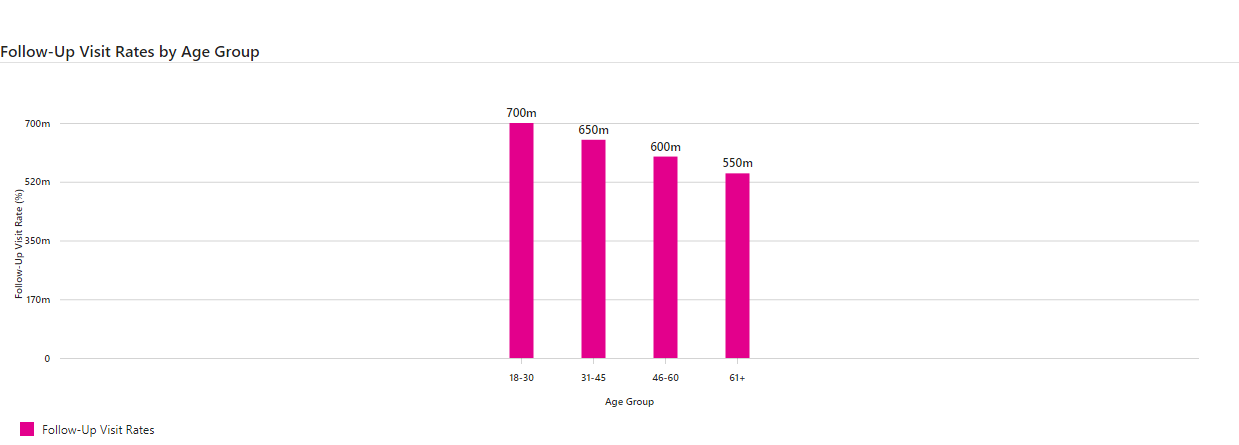 Follow-Up Visit Rates by Age Group
Follow-Up Visit Rate (%)
700m
520m
350m
170m
0
700m
650m
600m
550m
18-30
31-45
46-60
61+
Age Group
Follow-Up Visit Rates